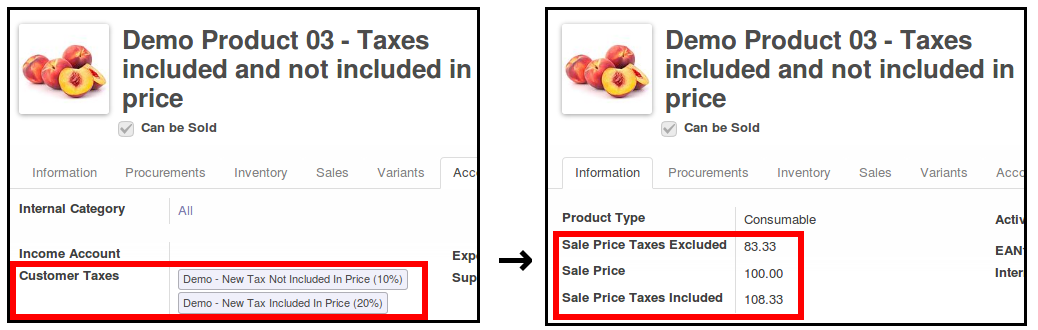 Demo Product 03 - Taxes
included and not included in
price
Can be Sold
Information Procurements Inventory Sales Variants Acc
Internal Category All
Income Account Exp
Customer Taxes Demo - New Tax Not Included In Price (10%) Sup
Demo - New Tax Included In Price (20%)
Demo Product 03 - Taxes
included and not included in
price
Can be Sold
Information Procurements Inventory Sales Variants Acco
Product Type Consumable Activ
Sale Price Taxes Excluded 83.33 EAN
Sale Price 100.00 Inter
Sale Price Taxes Included 108.33